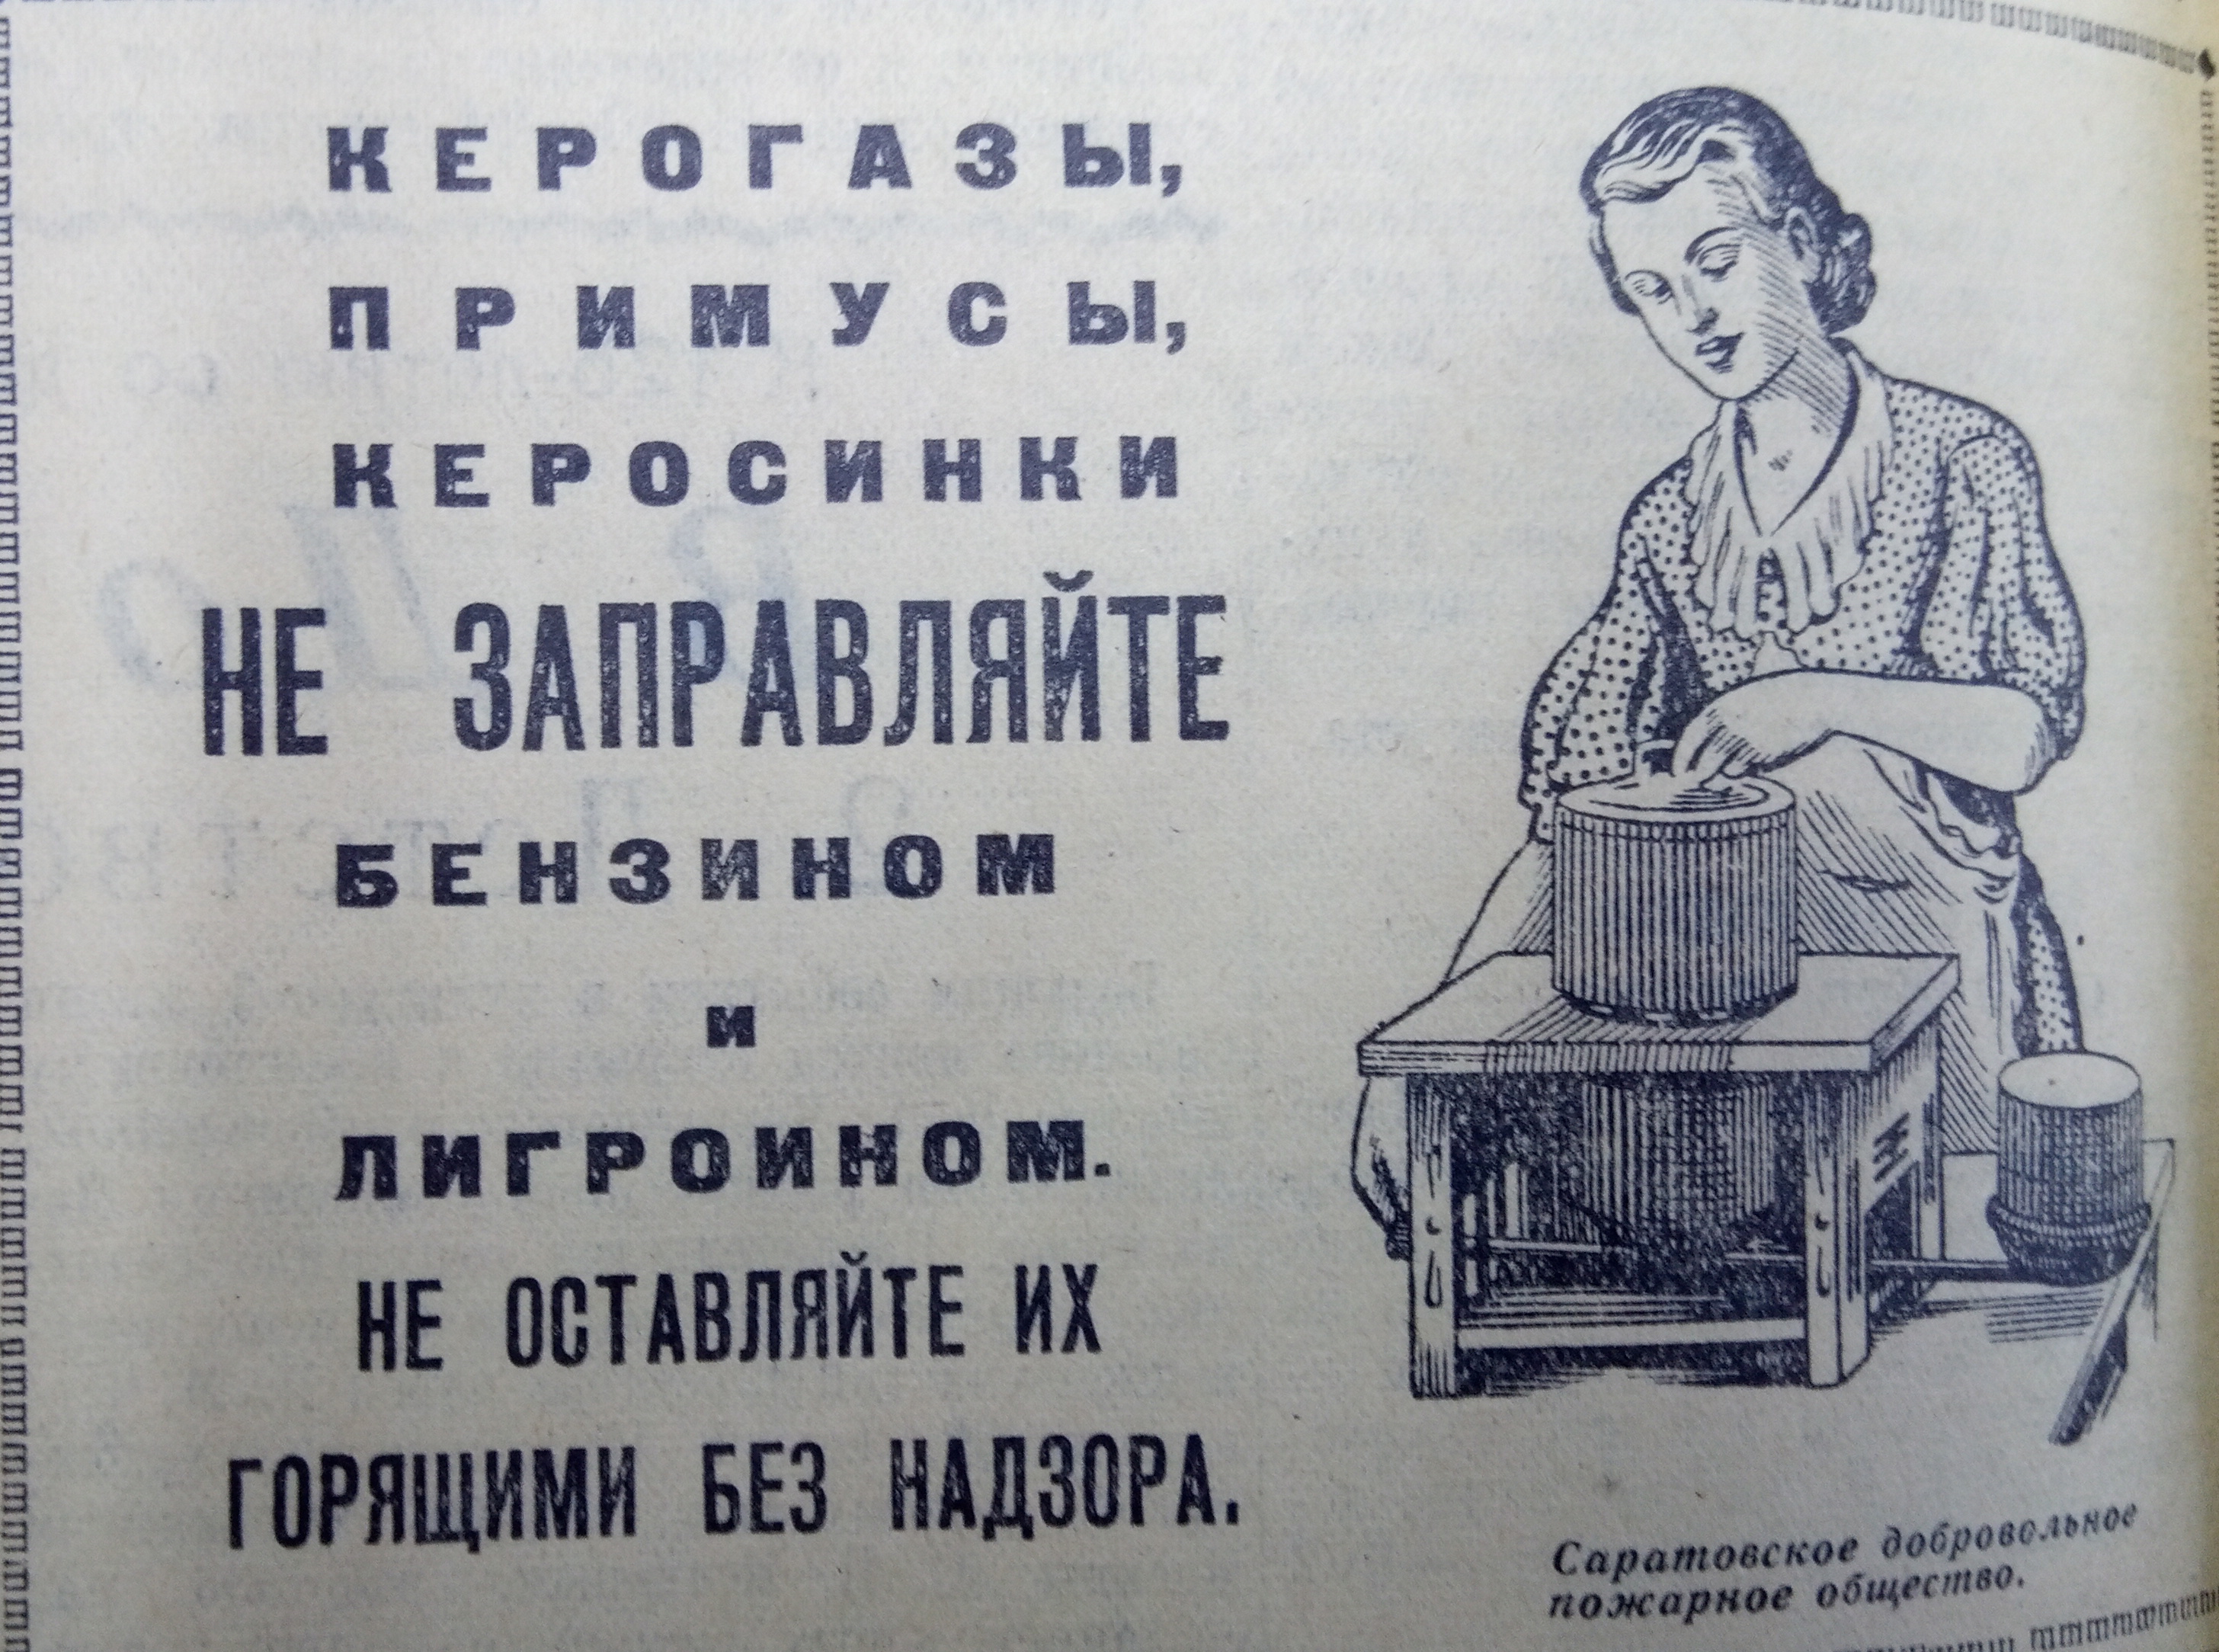 КЕРОГАЗЫ,
ПРИМУСЫ,
КЕРОСИНКИ
НЕ ЗАПРАВЛЯЙТЕ
БЕНЗИНОМ
И
ЛИГРОИНОМ.
НЕ ОСТАВЛЯЙТЕ ИХ
ГОРЯЩИМИ БЕЗ НАДЗОРА.
Саратовское добровольное
пожарное общество.